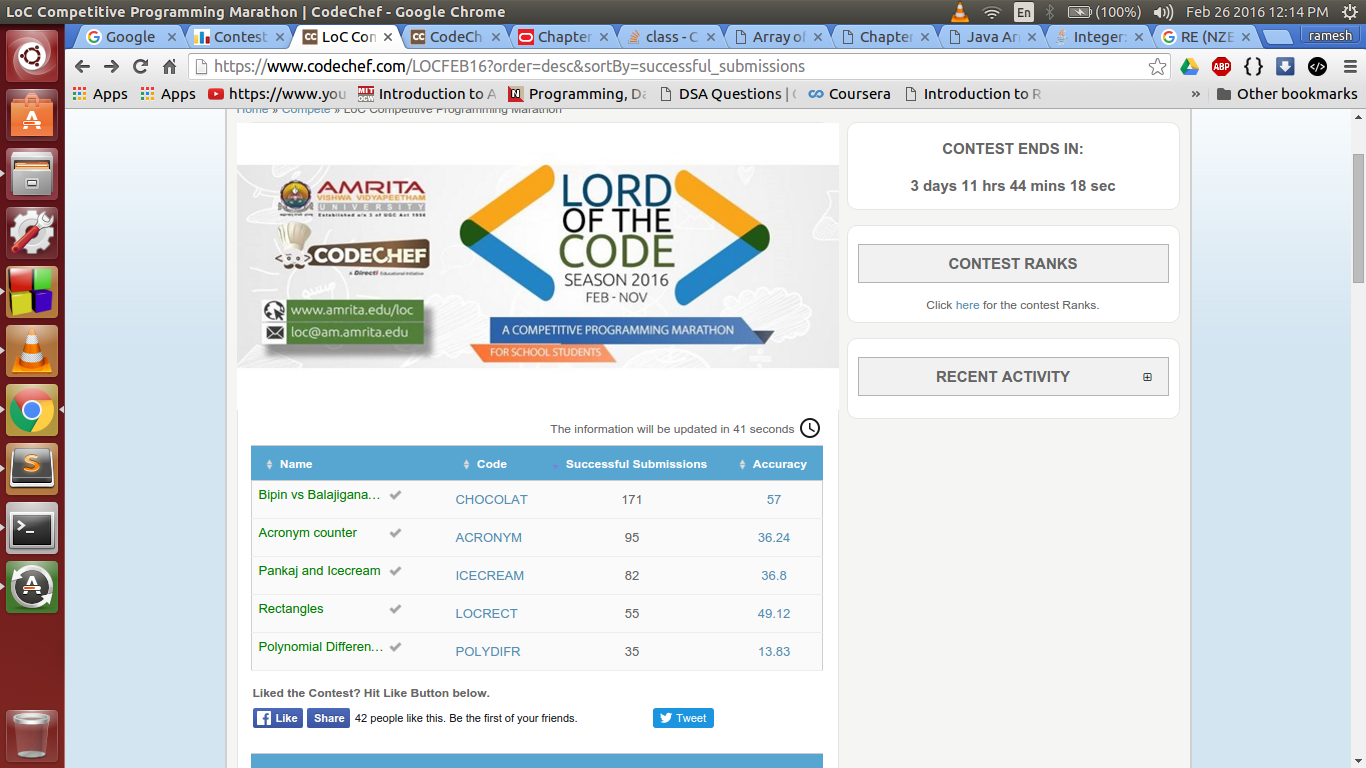 LoC Competitive Programming Marathon | CodeChef - Google Chrome
En (100%) Feb 26 2016 12:14 PM
Google Contest LoC Con CodeCh Chapter class - C Array of Chapter Java Arr Integer: RE (NZE ramesh
https://www.codechef.com/LOCFEB16?order=desc&sortBy=successful_submissions
ABP
Apps Apps https://www.you Introduction to A Programming, Da DSA Questions | Coursera Introduction to R » Other bookmarks
Home » Compete » LoC Competitive Programming Marathon
AMRITA
VISHWA VIDYAPEETHAM
UNIVERSITY
Established u/s 3 of UGC Act 1956
CODECHEF
A Directi Educational Initiative
www.amrita.edu/loc
loc@am.amrita.edu
LORD
OF THE
CODE
SEASON 2016
FEB - NOV
A COMPETITIVE PROGRAMMING MARATHON
FOR SCHOOL STUDENTS
CONTEST ENDS IN:
3 days 11 hrs 44 mins 18 sec
CONTEST RANKS
Click here for the contest Ranks.
RECENT ACTIVITY
The information will be updated in 41 seconds
Name Code Successful Submissions Accuracy
Bipin vs Balajigana... CHOCOLAT 171 57
Acronym counter ACRONYM 95 36.24
Pankaj and Icecream ICECREAM 82 36.8
Rectangles LOCRECT 55 49.12
Polynomial Differen... POLYDIFR 35 13.83
Liked the Contest? Hit Like Button below.
Like Share 42 people like this. Be the first of your friends. Tweet